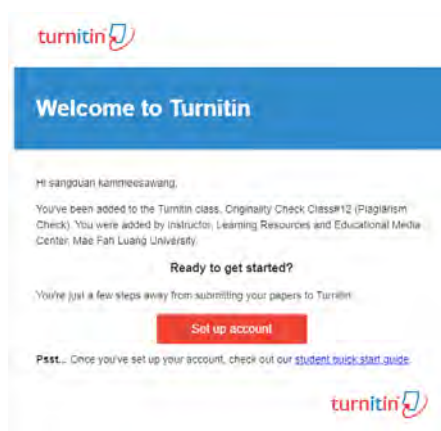 turnitin
Welcome to Turnitin
Hi sangduan kammeesawang,
You've been added to the Turnitin class, Originality Check Class#12 (Plagiarism
Check). You were added by instructor, Learning Resources and Educational Media
Center, Mae Fah Luang University.
Ready to get started?
You're just a few steps away from submitting your papers to Turnitin.
Set up account
Psst... Once you've set up your account, check out our student quick start guide.
turnitin